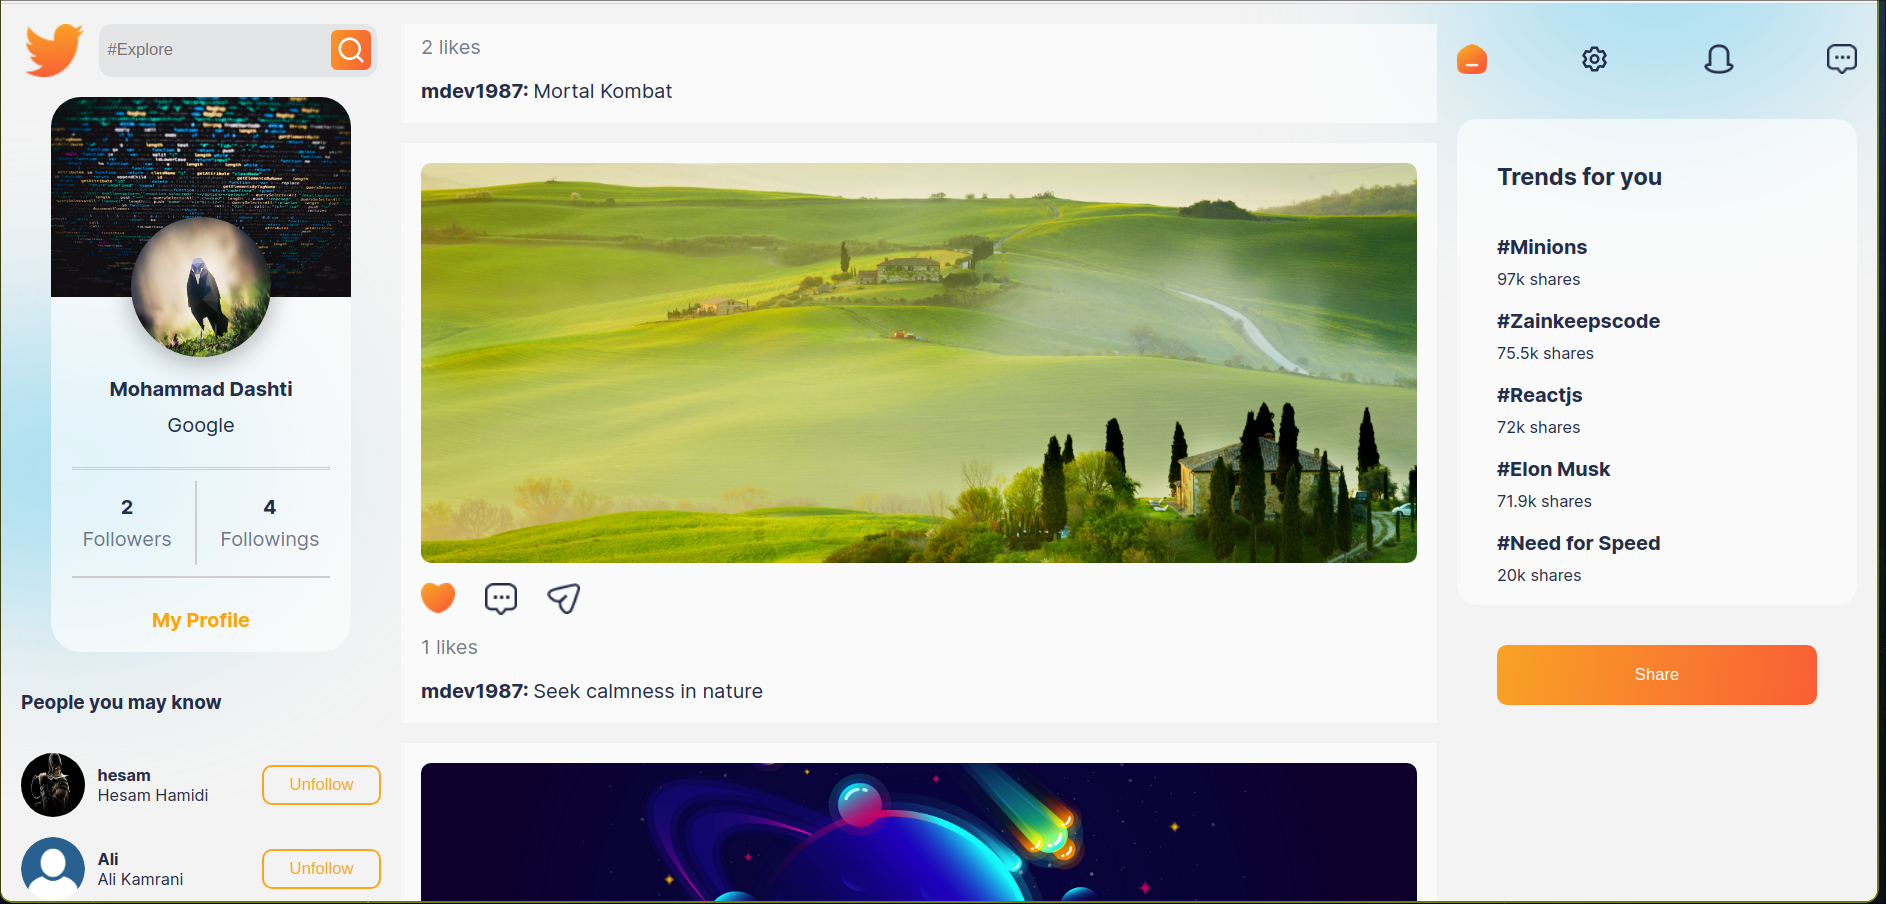 #Explore
Mohammad Dashti
Google
2
Followers
4
Followings
My Profile
People you may know
hesam
Hesam Hamidi
Unfollow
Ali
Ali Kamrani
Unfollow
2 likes
mdev1987: Mortal Kombat
1 likes
mdev1987: Seek calmness in nature
Trends for you
#Minions
97k shares
#Zainkeepscode
75.5k shares
#Reactjs
72k shares
#Elon Musk
71.9k shares
#Need for Speed
20k shares
Share